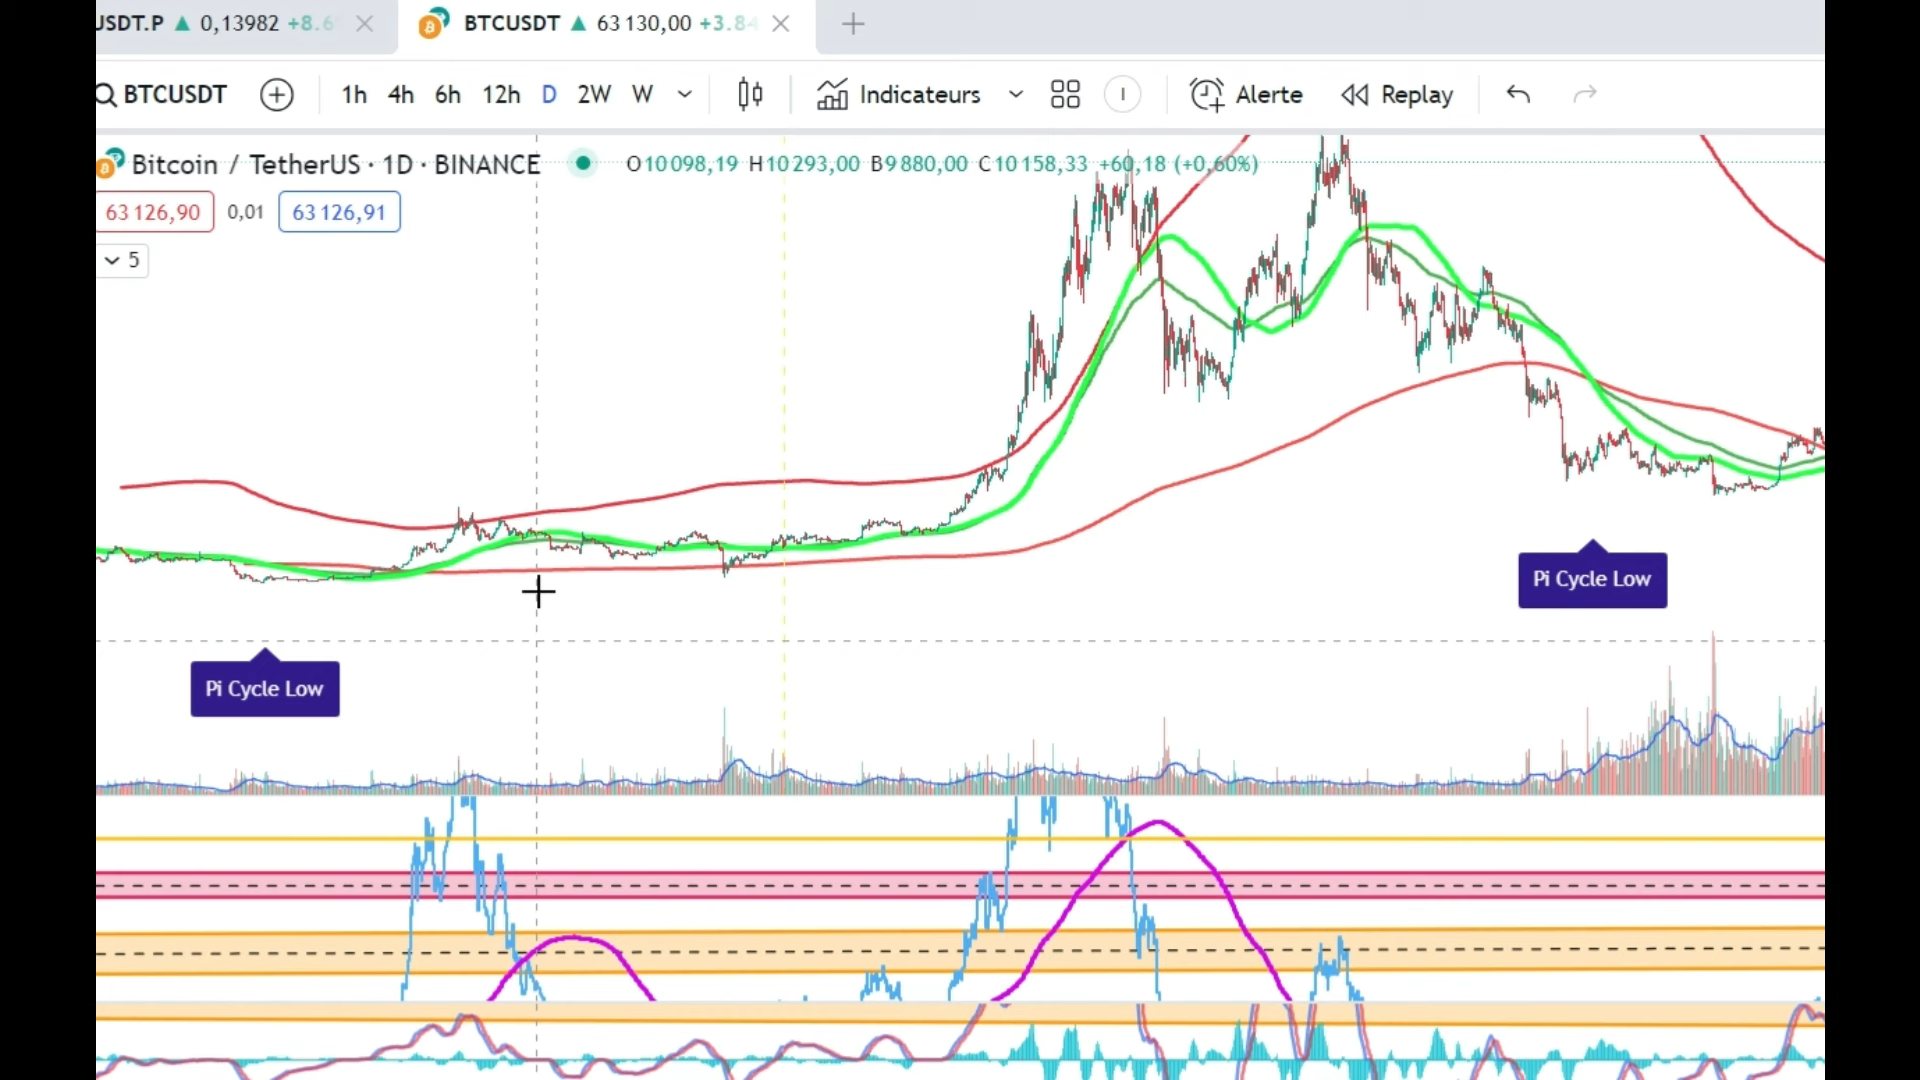 JSDT.P ▲ 0,13982 +8.6
BTCUSDT ▲ 63 130,00 +3.84
BTCUSDT 1h 4h 6h 12h D 2W W Indicateurs Alerte Replay
Bitcoin / TetherUS · 1D · BINANCE O10 098,19 H10 293,00 B9 880,00 C10 158,33 +60,18 (+0,60%)
63 126,90 0,01 63 126,91
5
Pi Cycle Low
Pi Cycle Low